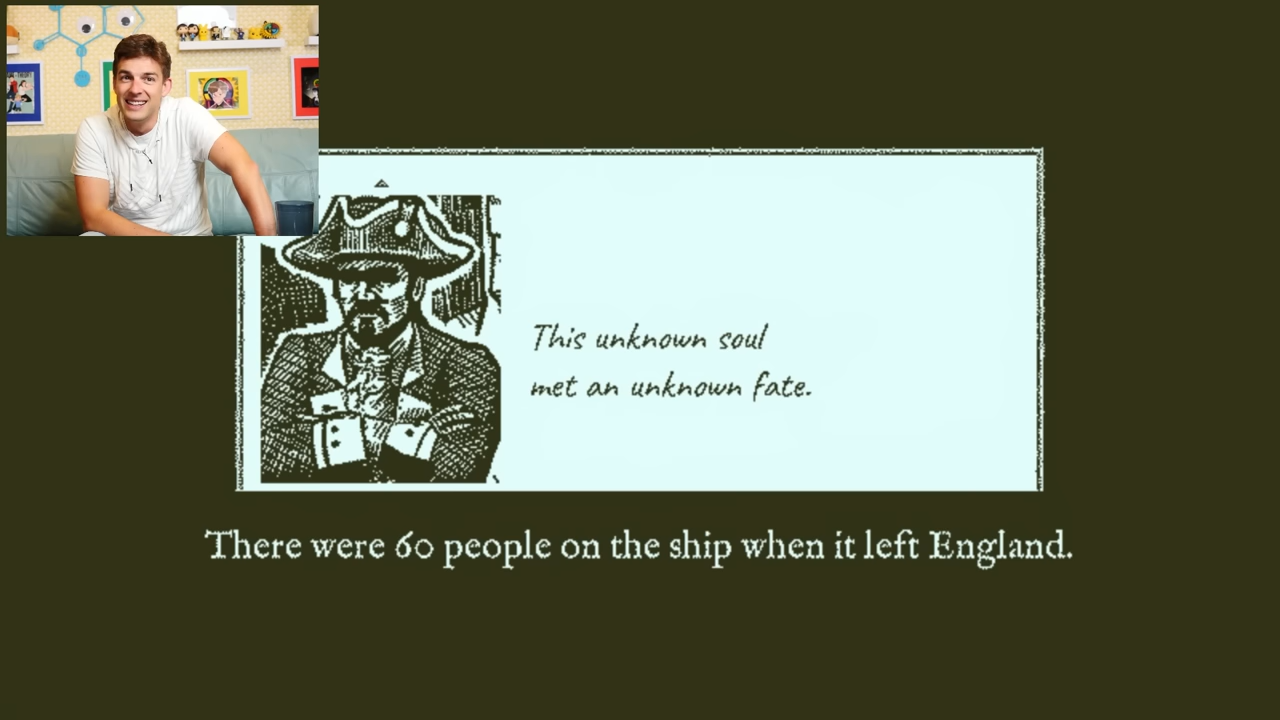 This unknown soul
met an unknown fate.
There were 60 people on the ship when it left England.